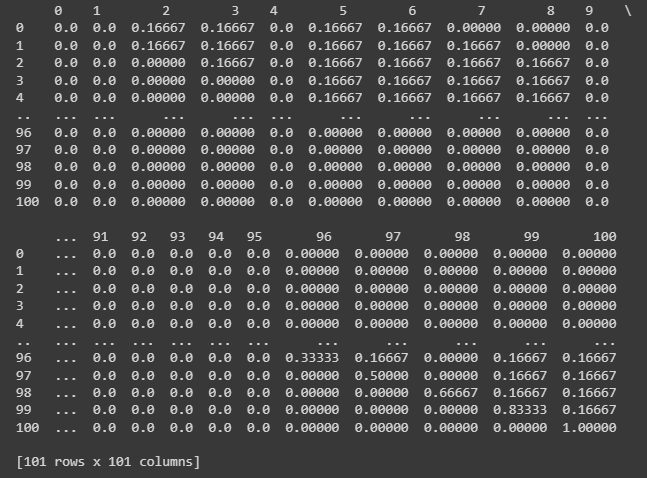 0 1 2 3 4 5 6 7 8 9 \
0 0.0 0.0 0.16667 0.16667 0.0 0.16667 0.16667 0.00000 0.00000 0.0
1 0.0 0.0 0.16667 0.16667 0.0 0.16667 0.16667 0.16667 0.00000 0.0
2 0.0 0.0 0.00000 0.16667 0.0 0.16667 0.16667 0.16667 0.16667 0.0
3 0.0 0.0 0.00000 0.00000 0.0 0.16667 0.16667 0.16667 0.16667 0.0
4 0.0 0.0 0.00000 0.00000 0.0 0.16667 0.16667 0.16667 0.16667 0.0
.. ... ... ... ... ... ... ... ... ... ...
96 0.0 0.0 0.00000 0.00000 0.0 0.00000 0.00000 0.00000 0.00000 0.0
97 0.0 0.0 0.00000 0.00000 0.0 0.00000 0.00000 0.00000 0.00000 0.0
98 0.0 0.0 0.00000 0.00000 0.0 0.00000 0.00000 0.00000 0.00000 0.0
99 0.0 0.0 0.00000 0.00000 0.0 0.00000 0.00000 0.00000 0.00000 0.0
100 0.0 0.0 0.00000 0.00000 0.0 0.00000 0.00000 0.00000 0.00000 0.0
... 91 92 93 94 95 96 97 98 99 100
0 ... 0.0 0.0 0.0 0.0 0.0 0.00000 0.00000 0.00000 0.00000 0.00000
1 ... 0.0 0.0 0.0 0.0 0.0 0.00000 0.00000 0.00000 0.00000 0.00000
2 ... 0.0 0.0 0.0 0.0 0.0 0.00000 0.00000 0.00000 0.00000 0.00000
3 ... 0.0 0.0 0.0 0.0 0.0 0.00000 0.00000 0.00000 0.00000 0.00000
4 ... 0.0 0.0 0.0 0.0 0.0 0.00000 0.00000 0.00000 0.00000 0.00000
.. ... ... ... ... ... ... ... ... ... ... ...
96 ... 0.0 0.0 0.0 0.0 0.0 0.33333 0.16667 0.00000 0.16667 0.16667
97 ... 0.0 0.0 0.0 0.0 0.0 0.00000 0.50000 0.00000 0.16667 0.16667
98 ... 0.0 0.0 0.0 0.0 0.0 0.00000 0.00000 0.66667 0.16667 0.16667
99 ... 0.0 0.0 0.0 0.0 0.0 0.00000 0.00000 0.00000 0.83333 0.16667
100 ... 0.0 0.0 0.0 0.0 0.0 0.00000 0.00000 0.00000 0.00000 1.00000
[101 rows x 101 columns]